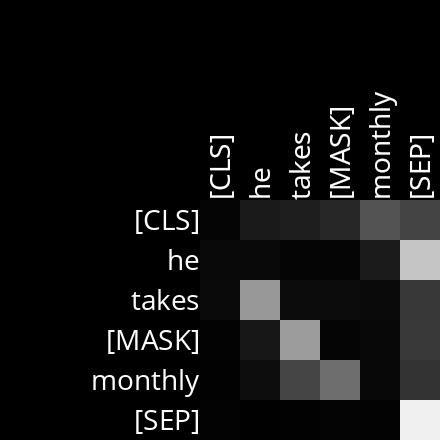 [CLS]
he
takes
[MASK]
monthly
[SEP]
[CLS]
he
takes
[MASK]
monthly
[SEP]